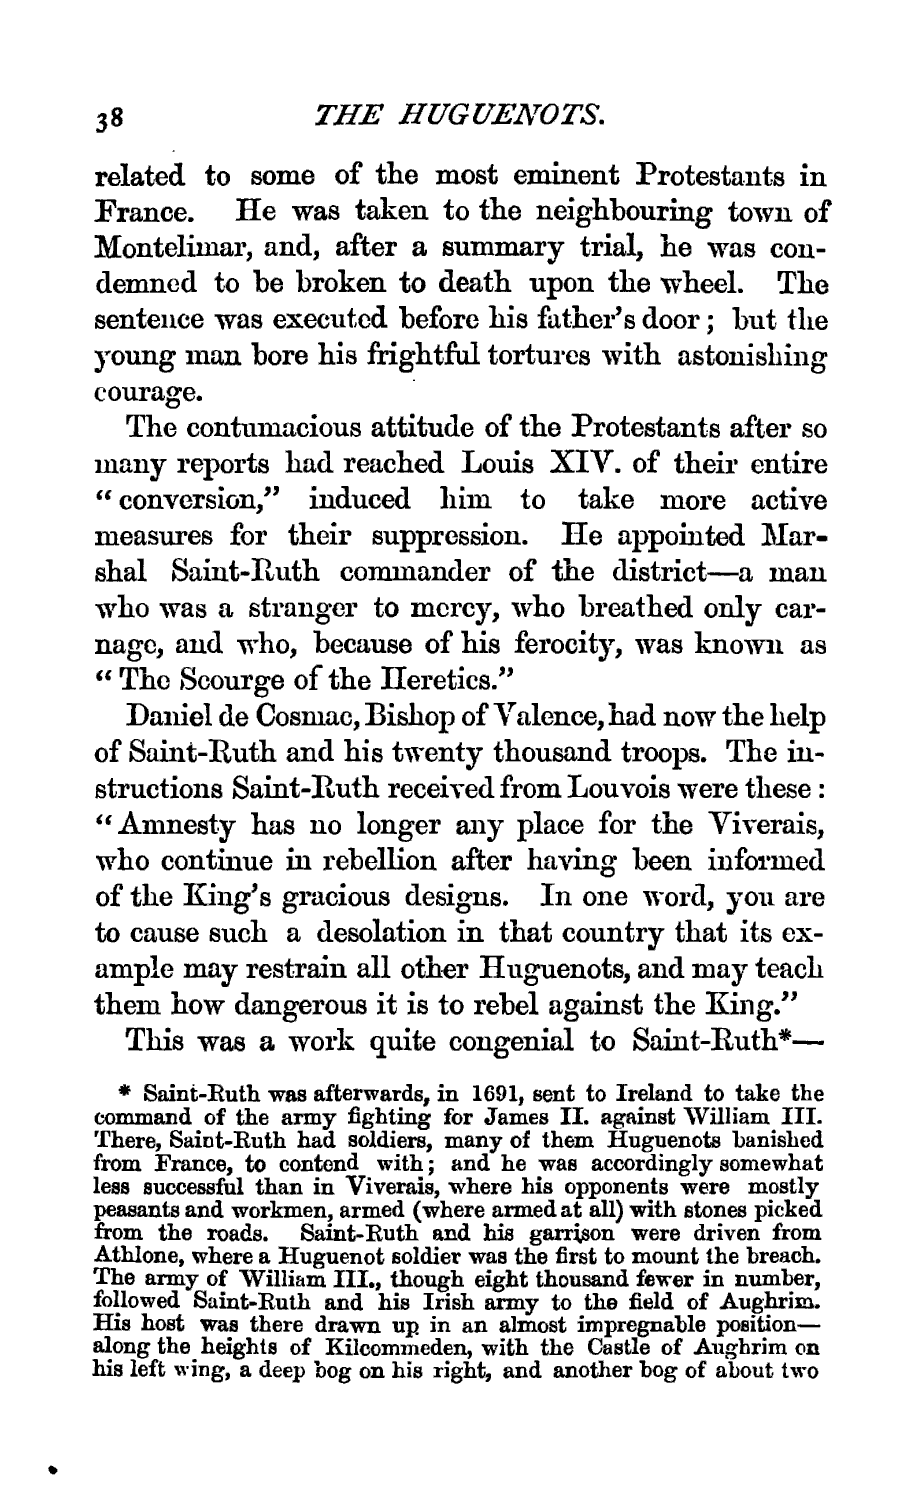 38 THE HUGUENOTS.
related to some of the most eminent Protestants in
France. He was taken to the neighbouring town of
Montelimar, and, after a summary trial, he was con-
demned to be broken to death upon the wheel. The
sentence was executed before his father's door; but the
young man bore his frightful tortures with astonishing
courage.
The contumacious attitude of the Protestants after so
many reports had reached Louis XIV. of their entire
"conversion," induced him to take more active
measures for their suppression. He appointed Mar-
shal Saint-Ruth commander of the district—a man
who was a stranger to mercy, who breathed only car-
nage, and who, because of his ferocity, was known as
"The Scourge of the Heretics."
Daniel de Cosmac, Bishop of Valence, had now the help
of Saint-Ruth and his twenty thousand troops. The in-
structions Saint-Ruth received from Louvois were these:
"Amnesty has no longer any place for the Viverais,
who continue in rebellion after having been informed
of the King's gracious designs. In one word, you are
to cause such a desolation in that country that its ex-
ample may restrain all other Huguenots, and may teach
them how dangerous it is to rebel against the King."
This was a work quite congenial to Saint-Ruth*—
* Saint-Ruth was afterwards, in 1691, sent to Ireland to take the
command of the army fighting for James II. against William III.
There, Saint-Ruth had soldiers, many of them Huguenots banished
from France, to contend with; and he was accordingly somewhat
less successful than in Viverais, where his opponents were mostly
peasants and workmen, armed (where armed at all) with stones picked
from the roads. Saint-Ruth and his garrison were driven from
Athlone, where a Huguenot soldier was the first to mount the breach.
The army of William III., though eight thousand fewer in number,
followed Saint-Ruth and his Irish army to the field of Aughrim.
His host was there drawn up in an almost impregnable position—
along the heights of Kilcommeden, with the Castle of Aughrim on
his left wing, a deep bog on his right, and another bog of about two